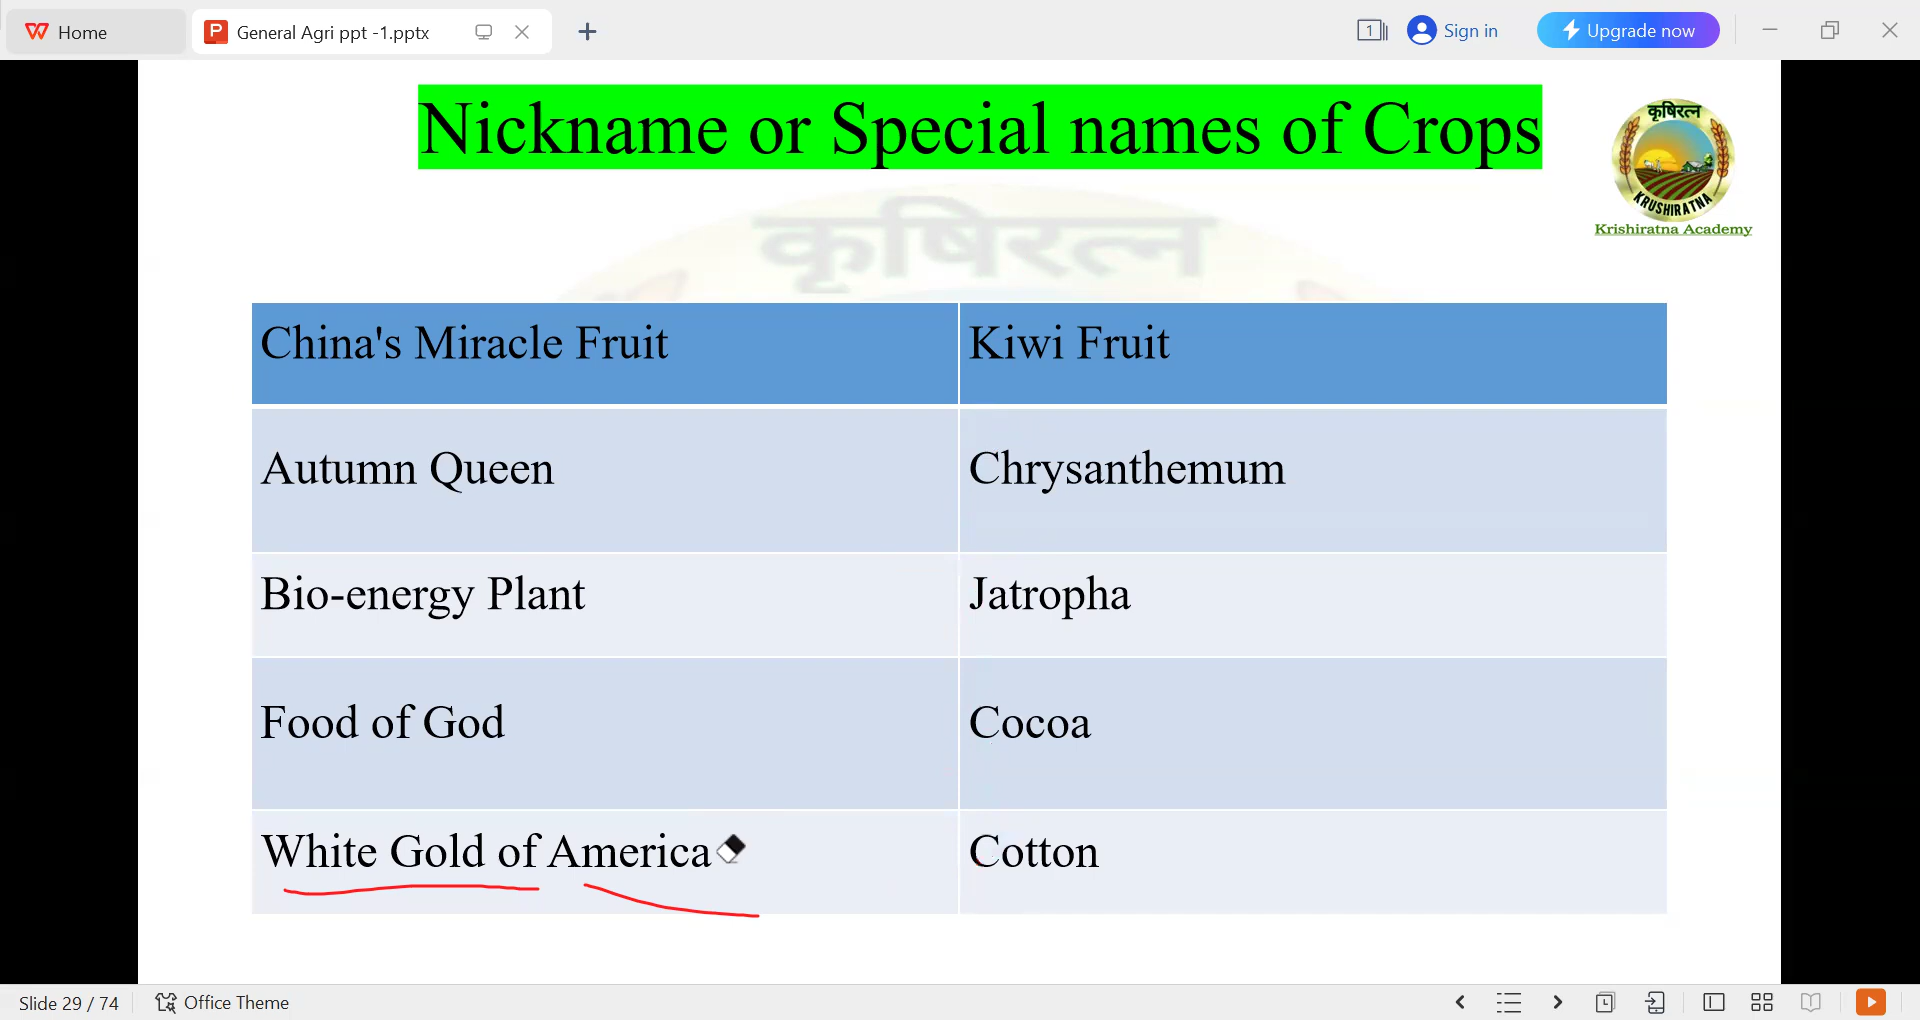 Home
General Agri ppt -1.pptx
1
Sign in
Upgrade now
Nickname or Special names of Crops
कृषिरत्न
KRUSHIRATNA
Krishiratna Academy
कृषिरत्न
China's Miracle Fruit Kiwi Fruit
Autumn Queen Chrysanthemum
Bio-energy Plant Jatropha
Food of God Cocoa
White Gold of America Cotton
Slide 29 / 74 Office Theme